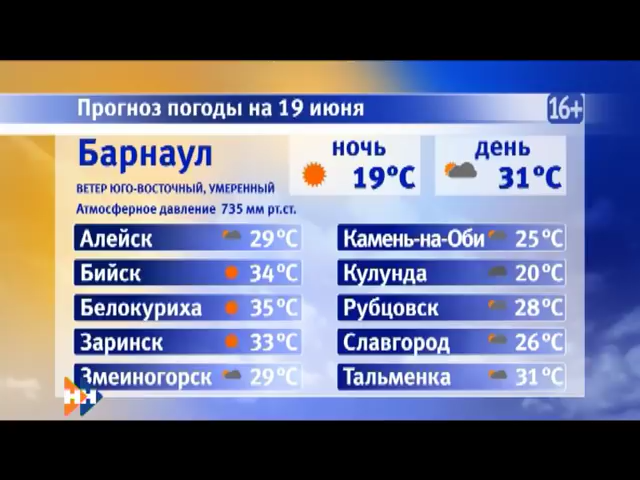 Прогноз погоды на 19 июня
16+
Барнаул
ВЕТЕР ЮГО-ВОСТОЧНЫЙ, УМЕРЕННЫЙ
Атмосферное давление 735 мм рт.ст.
ночь
19°C
день
31°C
Алейск 29°C
Бийск 34°C
Белокуриха 35°C
Заринск 33°C
Змеиногорск 29°C
Камень-на-Оби 25°C
Кулунда 20°C
Рубцовск 28°C
Славгород 26°C
Тальменка 31°C
НН